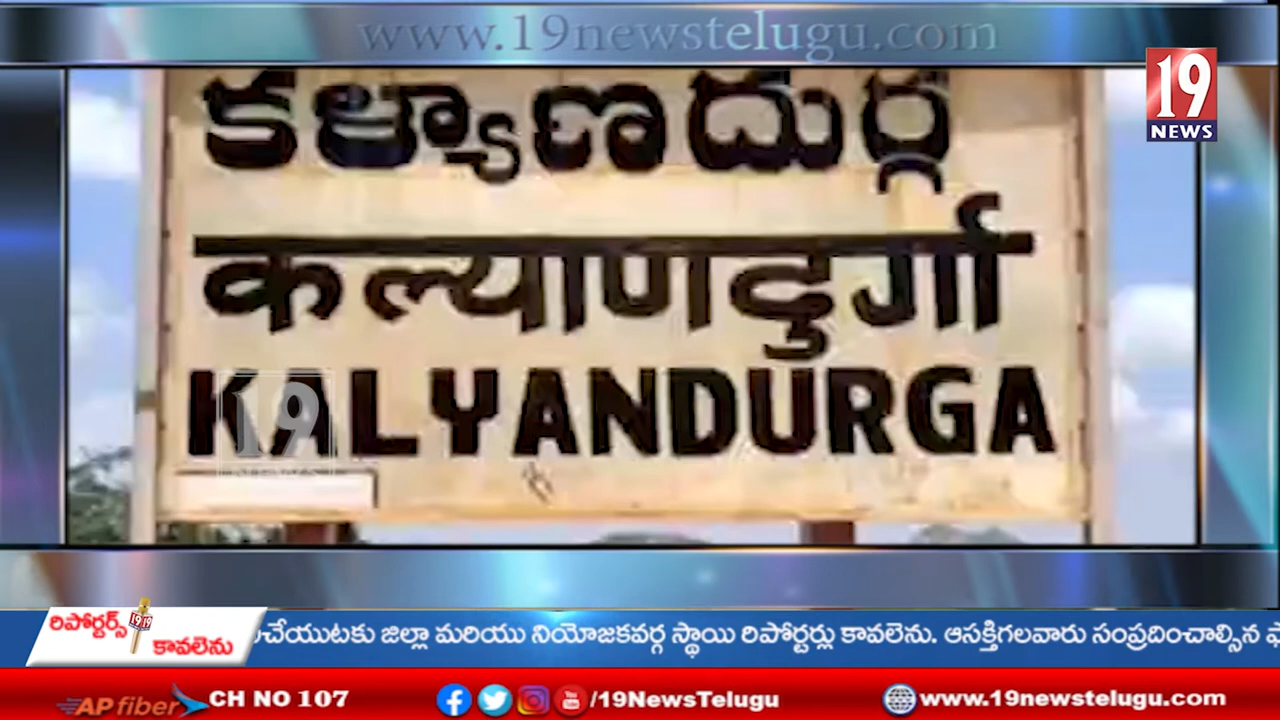 www.19newstelugu.com
19
NEWS
కళ్యాణదుర్గ
कल्याणदुर्गा
KALYANDURGA
రిపోర్టర్స్
కావలెను
చేయుటకు జిల్లా మరియు నియోజకవర్గ స్థాయి రిపోర్టర్లు కావలెను. ఆసక్తిగలవారు సంప్రదించాల్సిన
AP fiber CH NO 107 /19NewsTelugu www.19newstelugu.com